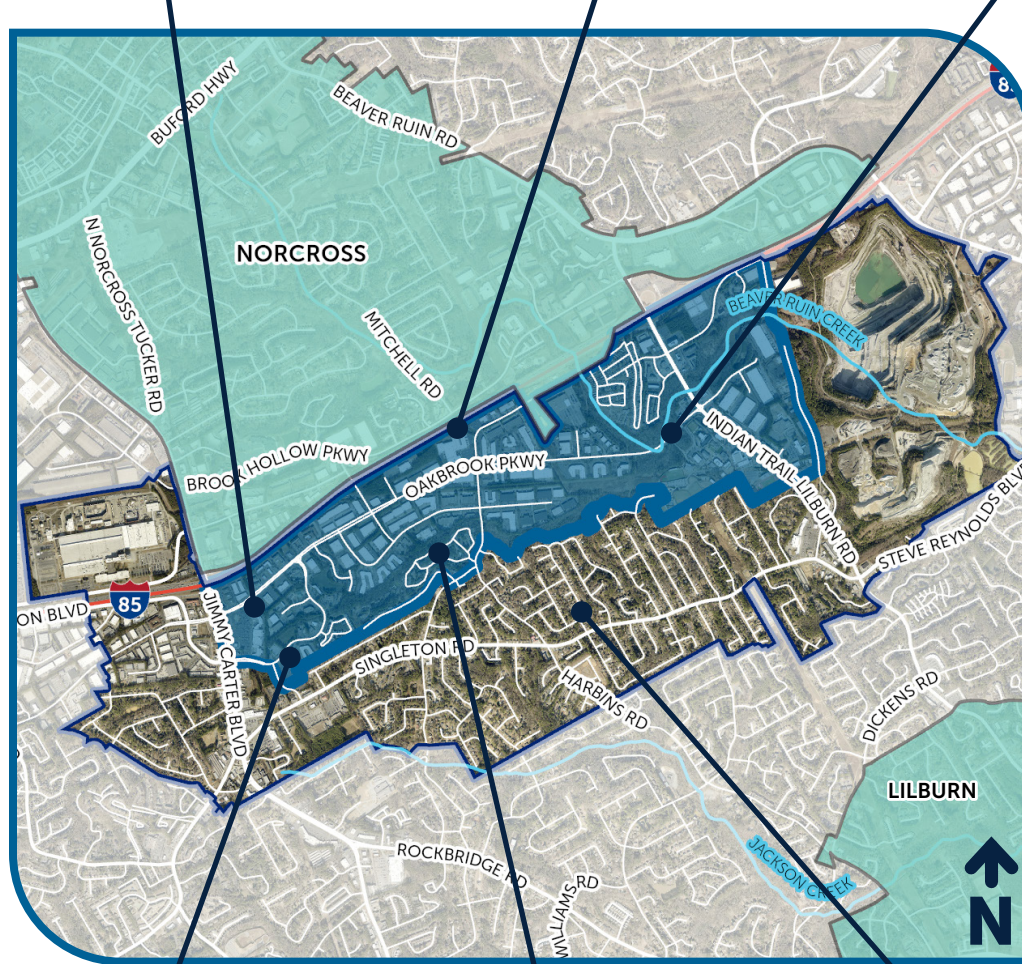 8
BUFORD HWY
BEAVER RUIN RD
N NORCROSS TUCKER RD
NORCROSS
BEAVER RUIN CREEK
MITCHELL RD
INDIAN TRAIL-LILBURN RD
BROOK HOLLOW PKWY
OAKBROOK PKWY
STEVE REYNOLDS BLV
ON BLVD
85
JIMMY CARTER BLVD
SINGLETON RD
HARBINS RD
DICKENS RD
LILBURN
ROCKBRIDGE RD
JACKSON CREEK
WILLIAMS RD
N